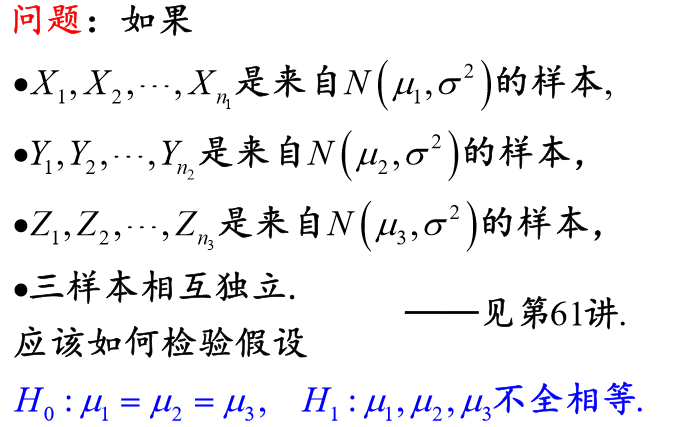 问题：如果
•X₁, X₂, ⋯, Xₙ₁是来自N(μ₁, σ²)的样本,
•Y₁, Y₂, ⋯, Yₙ₂是来自N(μ₂, σ²)的样本，
•Z₁, Z₂, ⋯, Zₙ₃是来自N(μ₃, σ²)的样本，
•三样本相互独立.
——见第61讲.
应该如何检验假设
H₀ : μ₁ = μ₂ = μ₃, H₁ : μ₁, μ₂, μ₃不全相等.